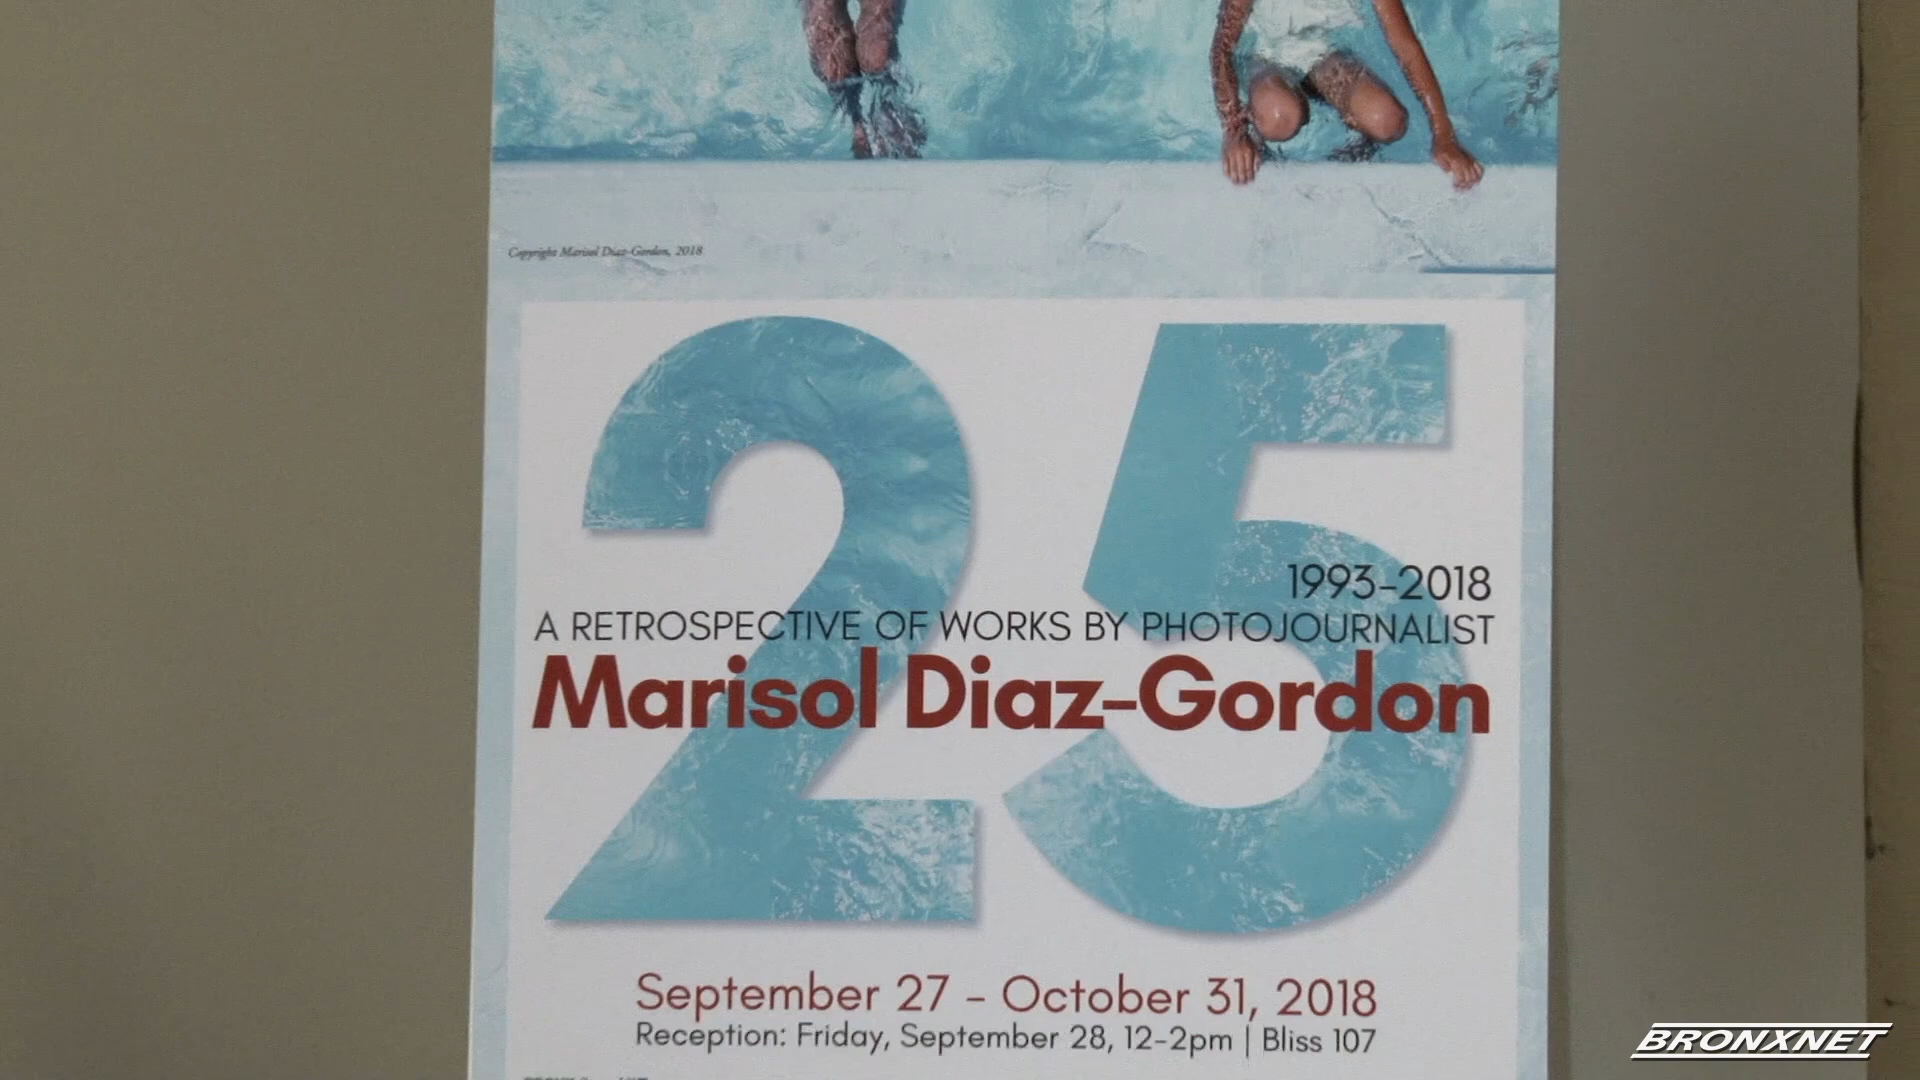 Copyright Marisol Diaz-Gordon, 2018
25
1993-2018
A RETROSPECTIVE OF WORKS BY PHOTOJOURNALIST
Marisol Diaz-Gordon
September 27 - October 31, 2018
Reception: Friday, September 28, 12-2pm | Bliss 107
BRONXNET